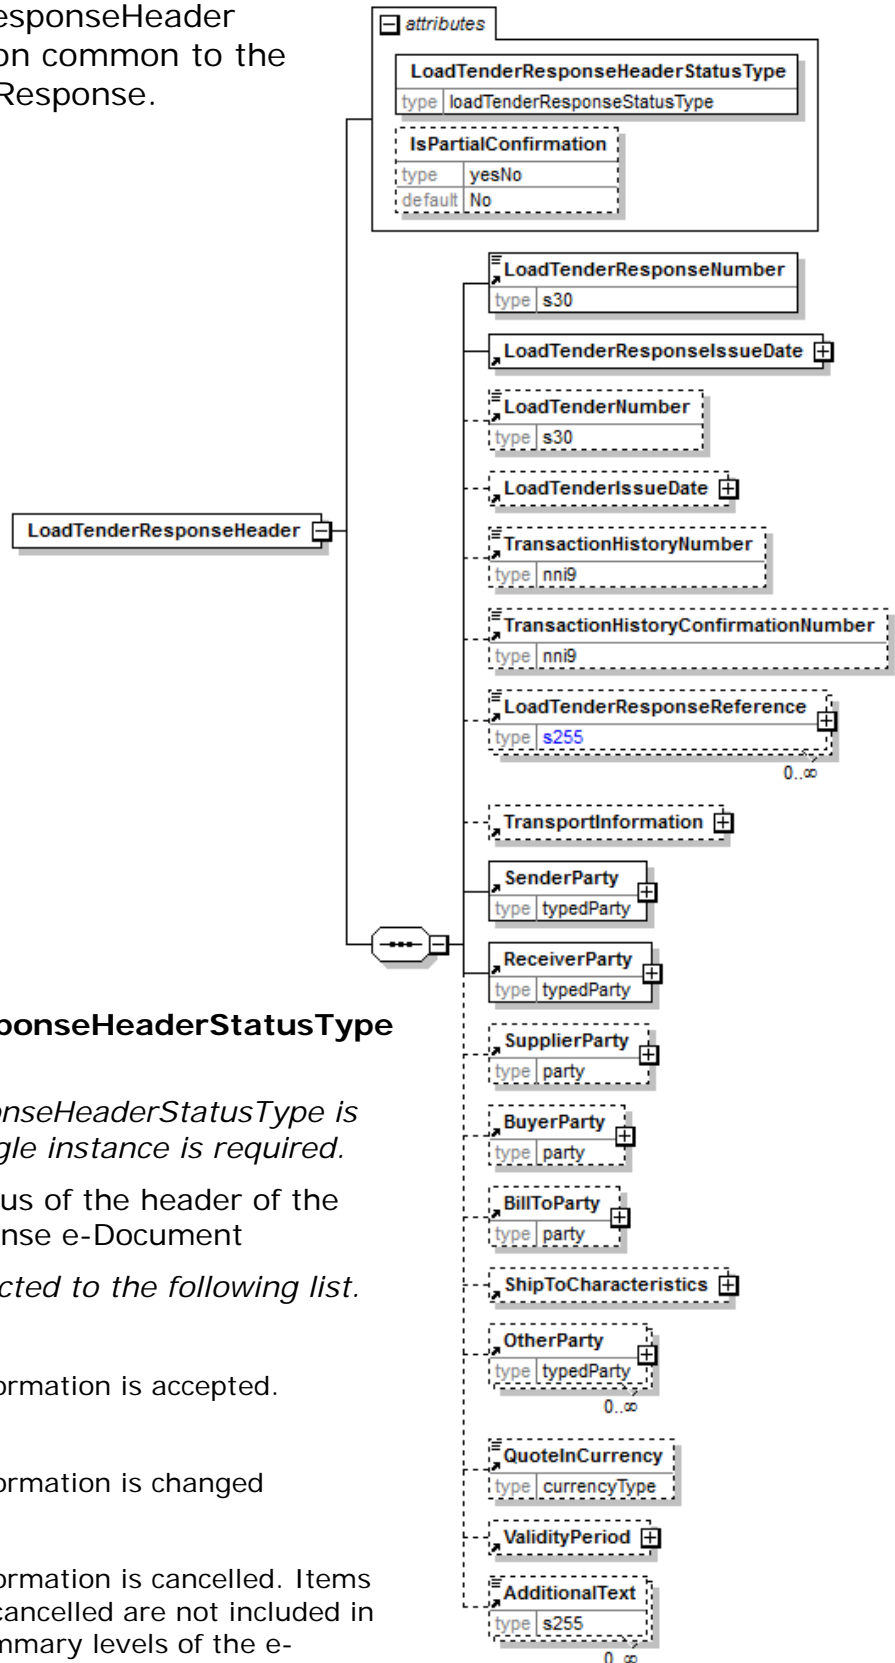 esponseHeader
on common to the
Response.
attributes
LoadTenderResponseHeaderStatusType
type loadTenderResponseStatusType
IsPartialConfirmation
type yesNo
default No
LoadTenderResponseNumber
type s30
LoadTenderResponseIssueDate
LoadTenderNumber
type s30
LoadTenderIssueDate
LoadTenderResponseHeader
TransactionHistoryNumber
type nni9
TransactionHistoryConfirmationNumber
type nni9
LoadTenderResponseReference
type s255
0..∞
TransportInformation
SenderParty
type typedParty
ReceiverParty
type typedParty
ponseHeaderStatusType
SupplierParty
type party
onseHeaderStatusType is
gle instance is required.
BuyerParty
type party
us of the header of the
nse e-Document
BillToParty
type party
cted to the following list.
ShipToCharacteristics
OtherParty
type typedParty
0..∞
ormation is accepted.
QuoteInCurrency
type currencyType
ormation is changed
ValidityPeriod
ormation is cancelled. Items
cancelled are not included in
mmary levels of the e-
AdditionalText
type s255
0..∞